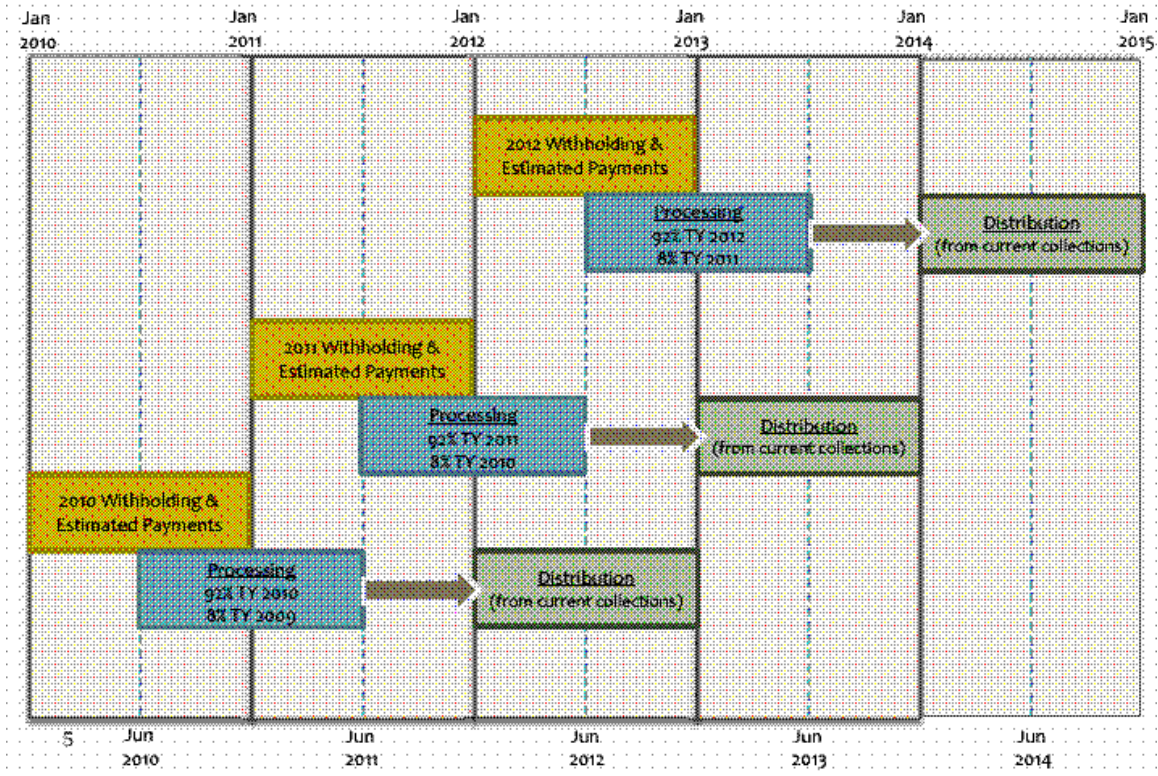 Jan Jan Jan Jan Jan Jan
2010 2011 2012 2013 2014 2015
2012 Withholding &
Estimated Payments
Processing
92% TY 2012
8% TY 2011
Distribution
(from current collections)
2011 Withholding &
Estimated Payments
Processing
92% TY 2011
8% TY 2010
Distribution
(from current collections)
2010 Withholding &
Estimated Payments
Processing
92% TY 2010
8% TY 2009
Distribution
(from current collections)
5 Jun Jun Jun Jun Jun
2010 2011 2012 2013 2014